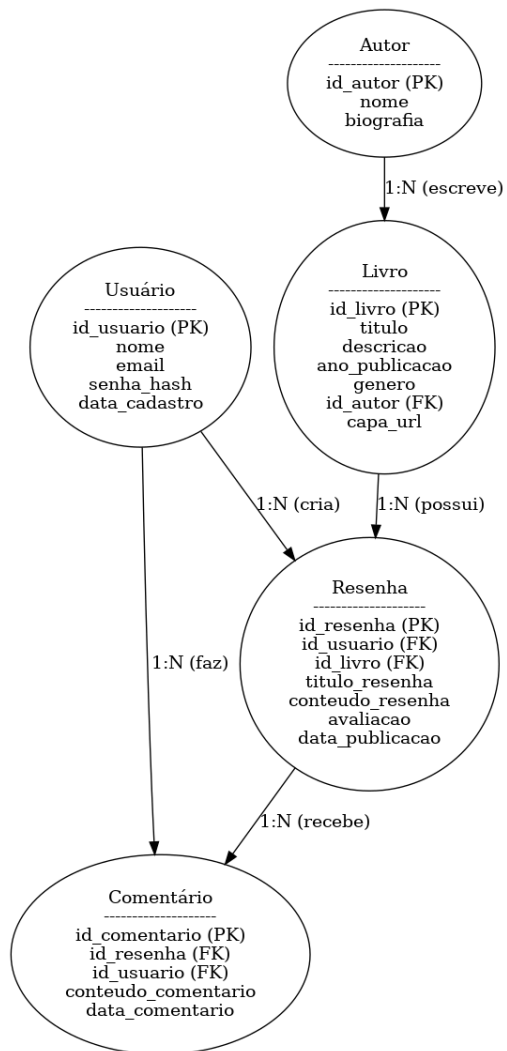 Autor
--------------------
id_autor (PK)
nome
biografia
1:N (escreve)
Usuário
--------------------
id_usuario (PK)
nome
email
senha_hash
data_cadastro
Livro
--------------------
id_livro (PK)
titulo
descricao
ano_publicacao
genero
id_autor (FK)
capa_url
1:N (cria)
1:N (possui)
Resenha
--------------------
id_resenha (PK)
id_usuario (FK)
id_livro (FK)
titulo_resenha
conteudo_resenha
avaliacao
data_publicacao
1:N (faz)
1:N (recebe)
Comentário
--------------------
id_comentario (PK)
id_resenha (FK)
id_usuario (FK)
conteudo_comentario
data_comentario